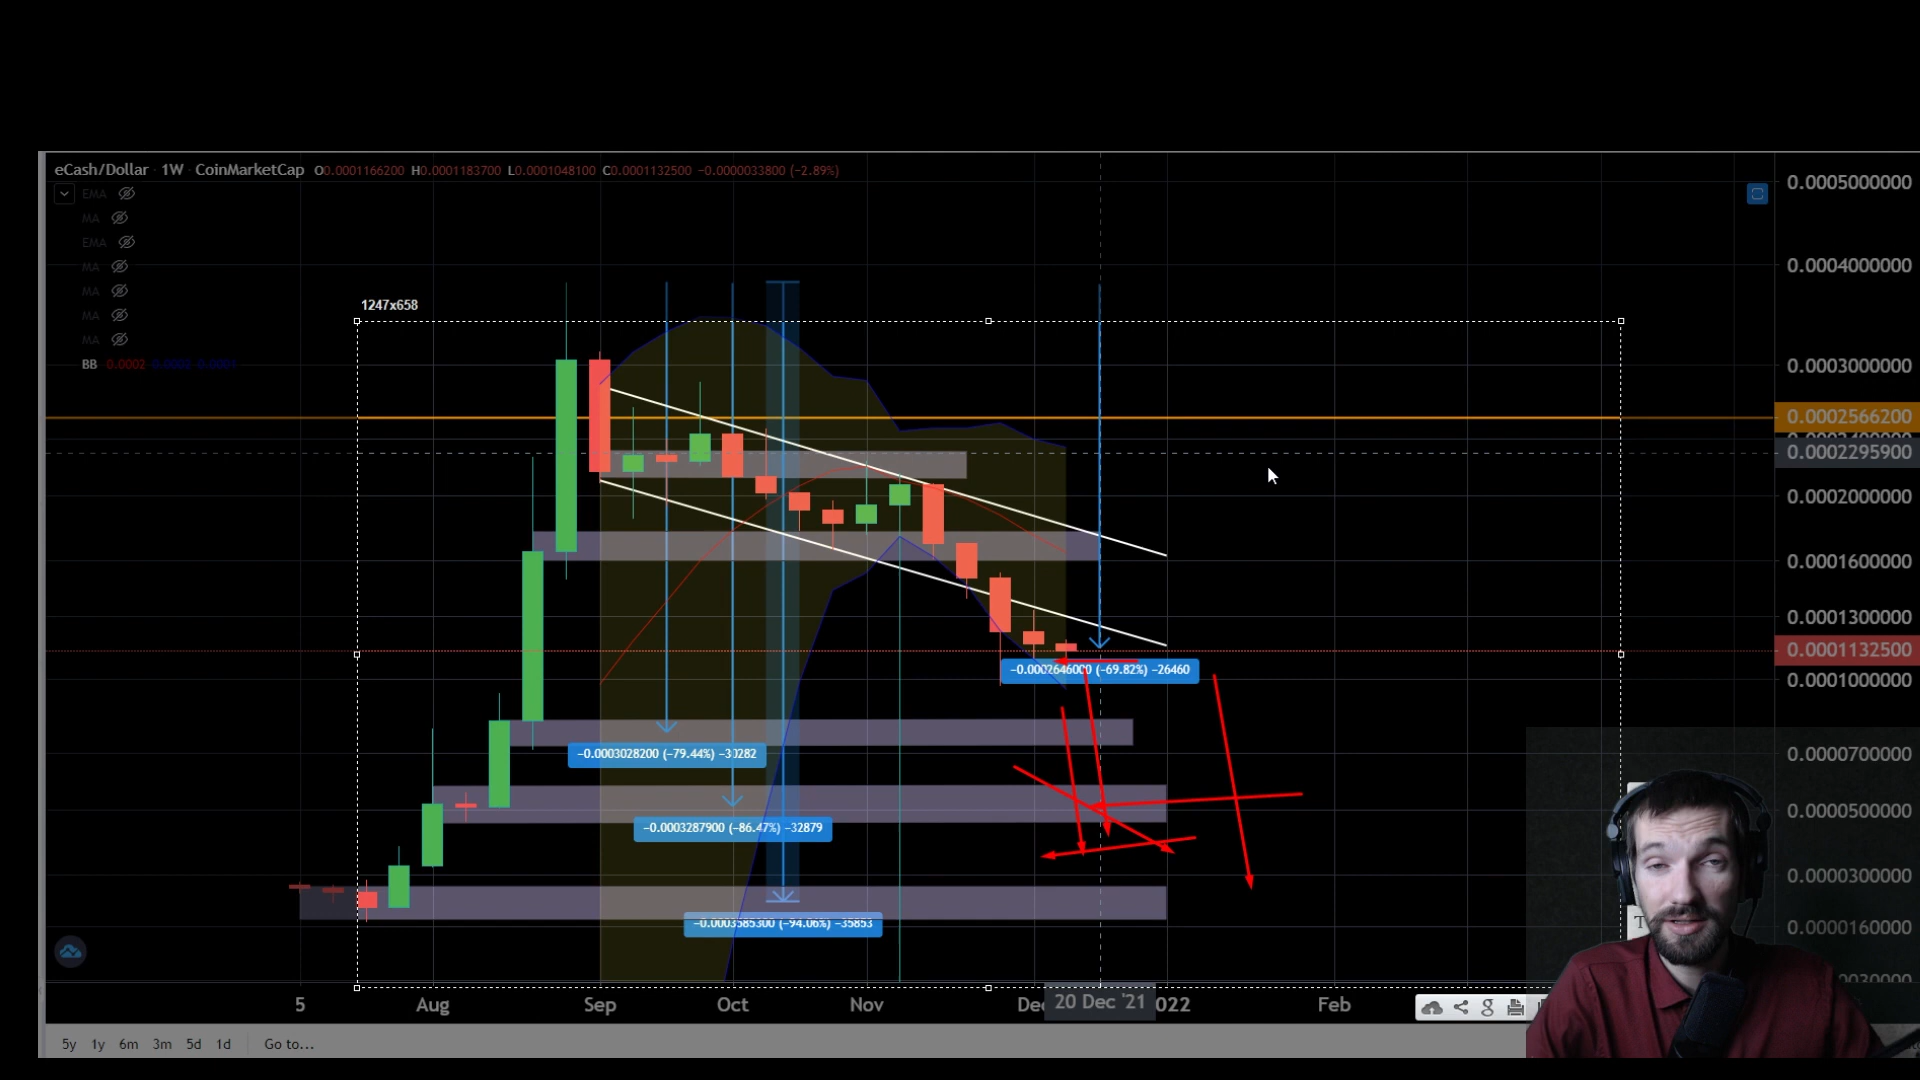 eCash/Dollar 1W CoinMarketCap O0.0001166200 H0.0001183700 L0.0001048100 C0.0001132500 −0.0000033800 (−2.89%)
EMA
MA
EMA
MA
MA
MA
MA
BB 0.0002
1247x658
0.0005000000
0.0004000000
0.0003000000
0.0002566200
0.0002295900
0.0002000000
0.0001600000
0.0001300000
0.0001132500
0.0001000000
0.0000700000
0.0000500000
0.0000300000
0.0000160000
−0.0002646000 (−69.82%) −26460
−0.0003028200 (−79.44%) −30282
−0.0003287900 (−86.47%) −32879
−0.0003585300 (−94.06%) −35853
5 Aug Sep Oct Nov Dec 20 Dec '21 2022 Feb
5y 1y 6m 3m 5d 1d Go to...